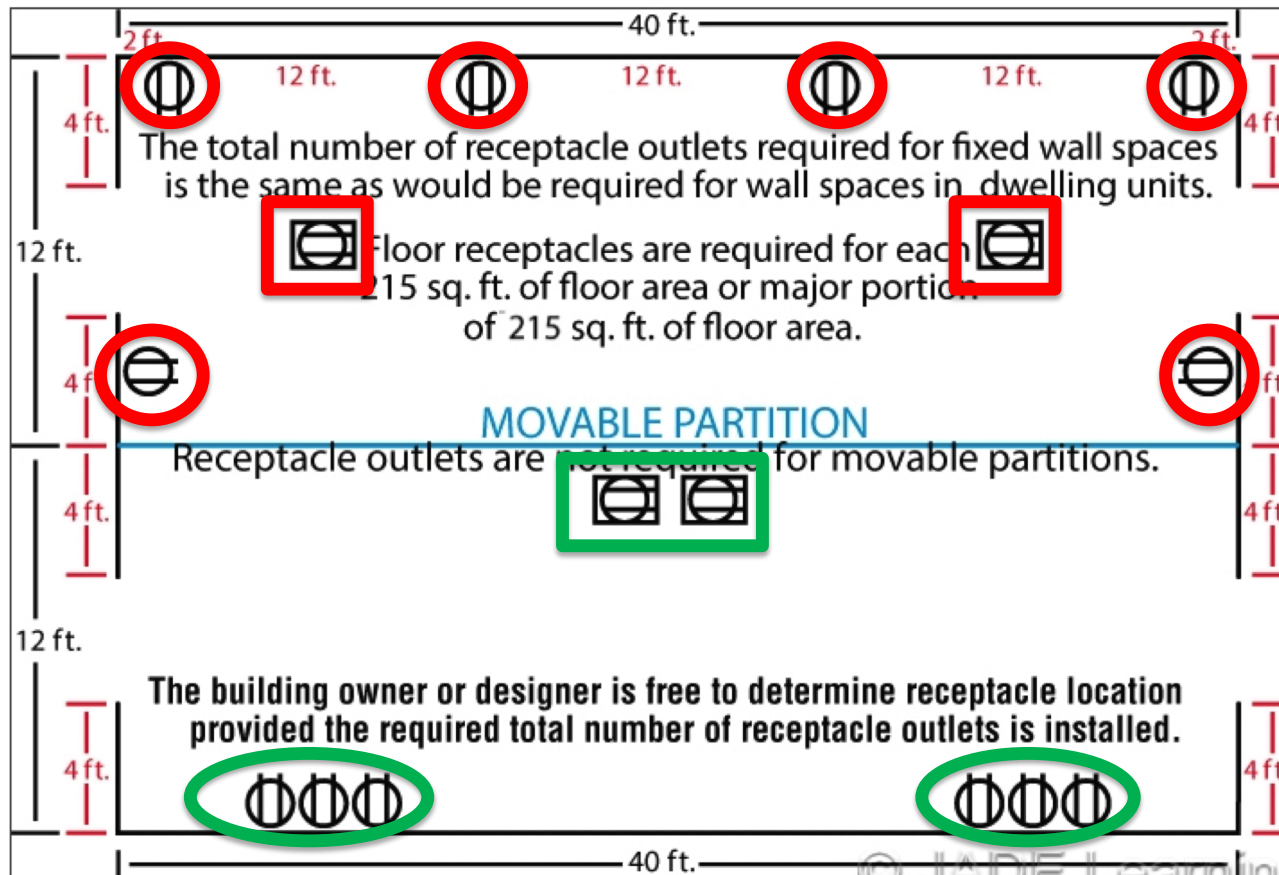 40 ft.
2 ft.
2 ft.
12 ft. 12 ft. 12 ft.
4 ft.
4 ft
The total number of receptacle outlets required for fixed wall spaces
is the same as would be required for wall spaces in dwelling units.
12 ft.
Floor receptacles are required for each
215 sq. ft. of floor area or major portion
of 215 sq. ft. of floor area.
4 f
ft
MOVABLE PARTITION
Receptacle outlets are not required for movable partitions.
4 ft.
4 ft
12 ft.
The building owner or designer is free to determine receptacle location
provided the required total number of receptacle outlets is installed.
4 ft.
4 ft
40 ft.
© JADE Learning